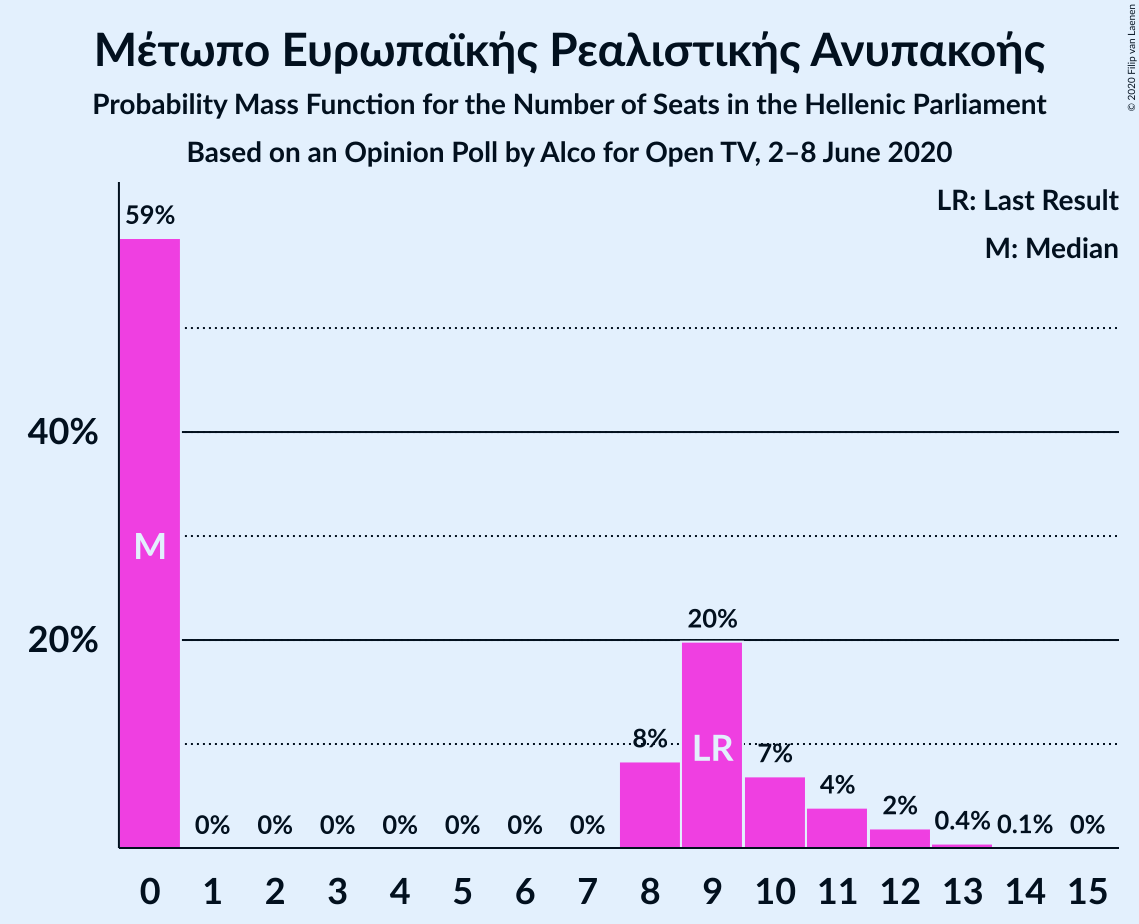 Μέτωπο Ευρωπαϊκής Ρεαλιστικής Ανυπακοής
Probability Mass Function for the Number of Seats in the Hellenic Parliament
Based on an Opinion Poll by Alco for Open TV, 2–8 June 2020
© 2020 Filip van Laenen
LR: Last Result
M: Median
59%
40%
20%
M
LR
0% 0% 0% 0% 0% 0% 0% 8% 20% 7% 4% 2% 0.4% 0.1% 0%
0 1 2 3 4 5 6 7 8 9 10 11 12 13 14 15